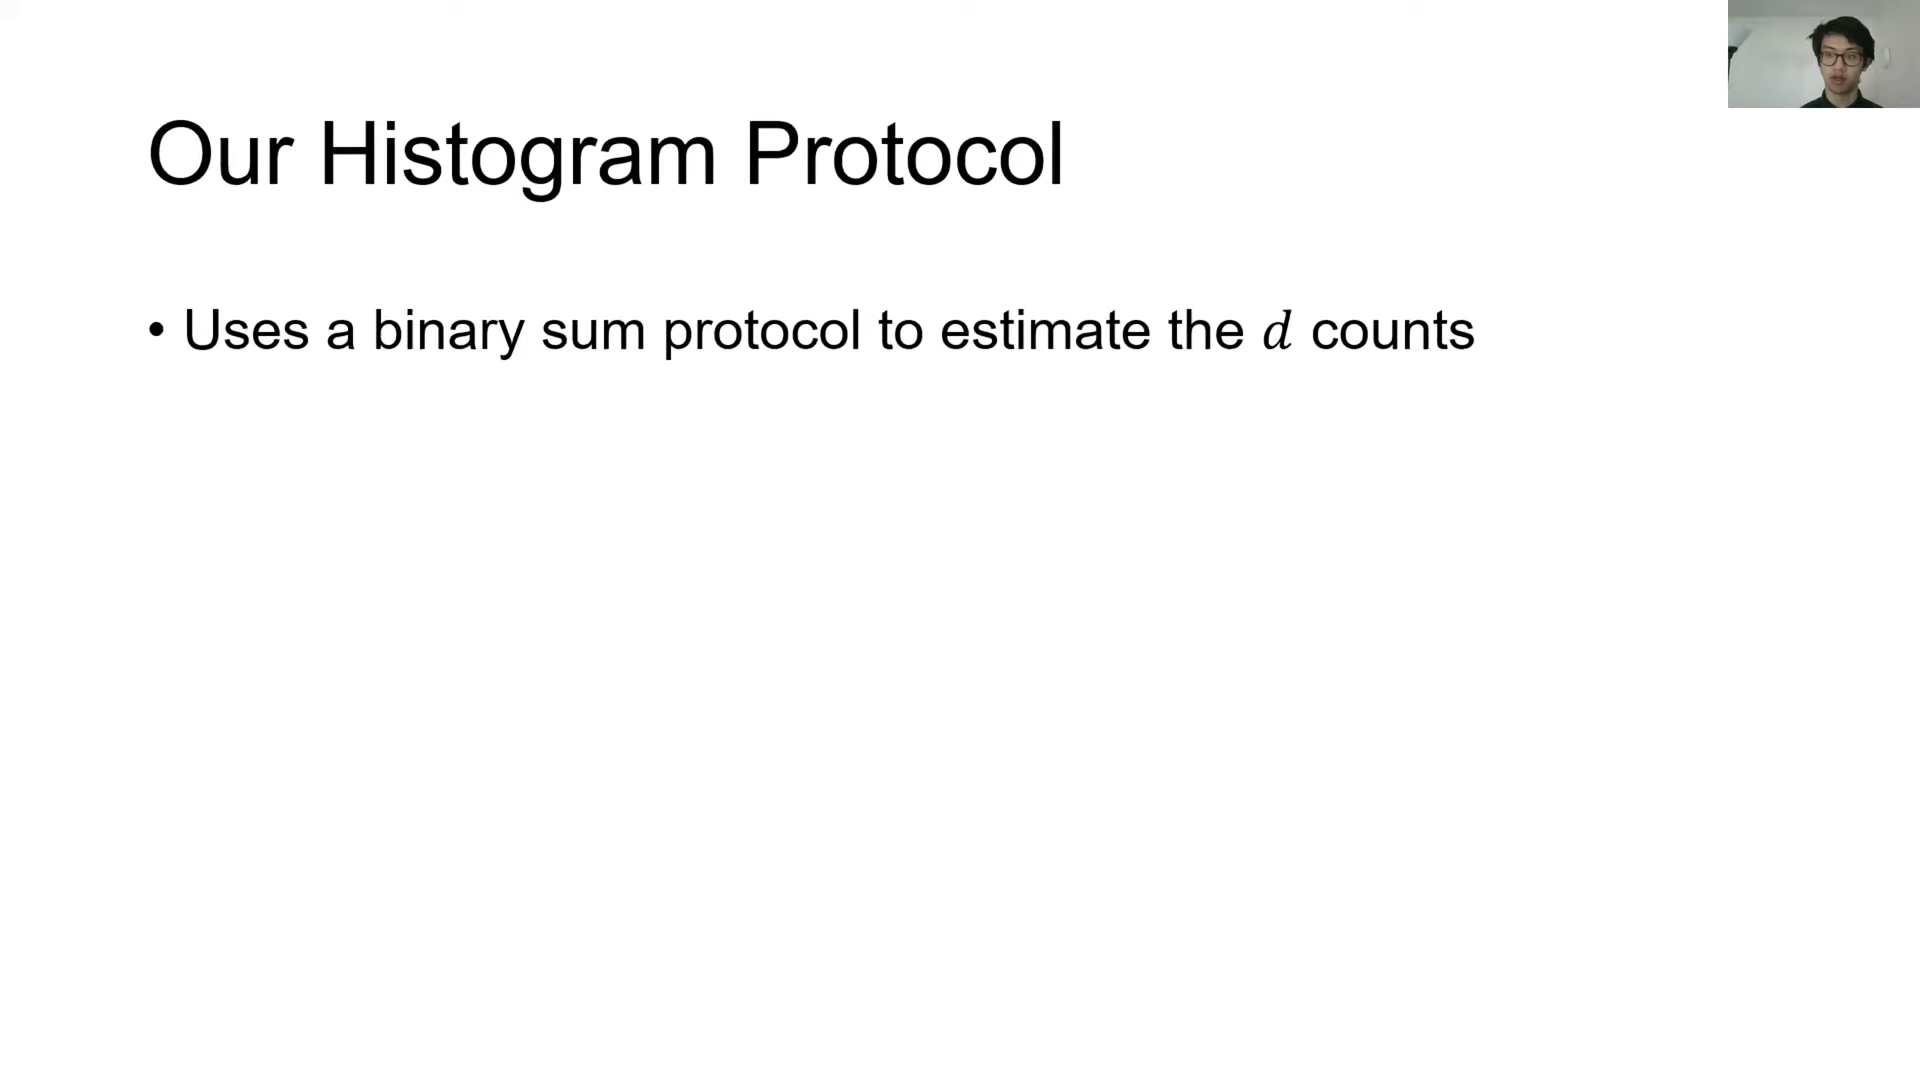 Our Histogram Protocol
• Uses a binary sum protocol to estimate the d counts